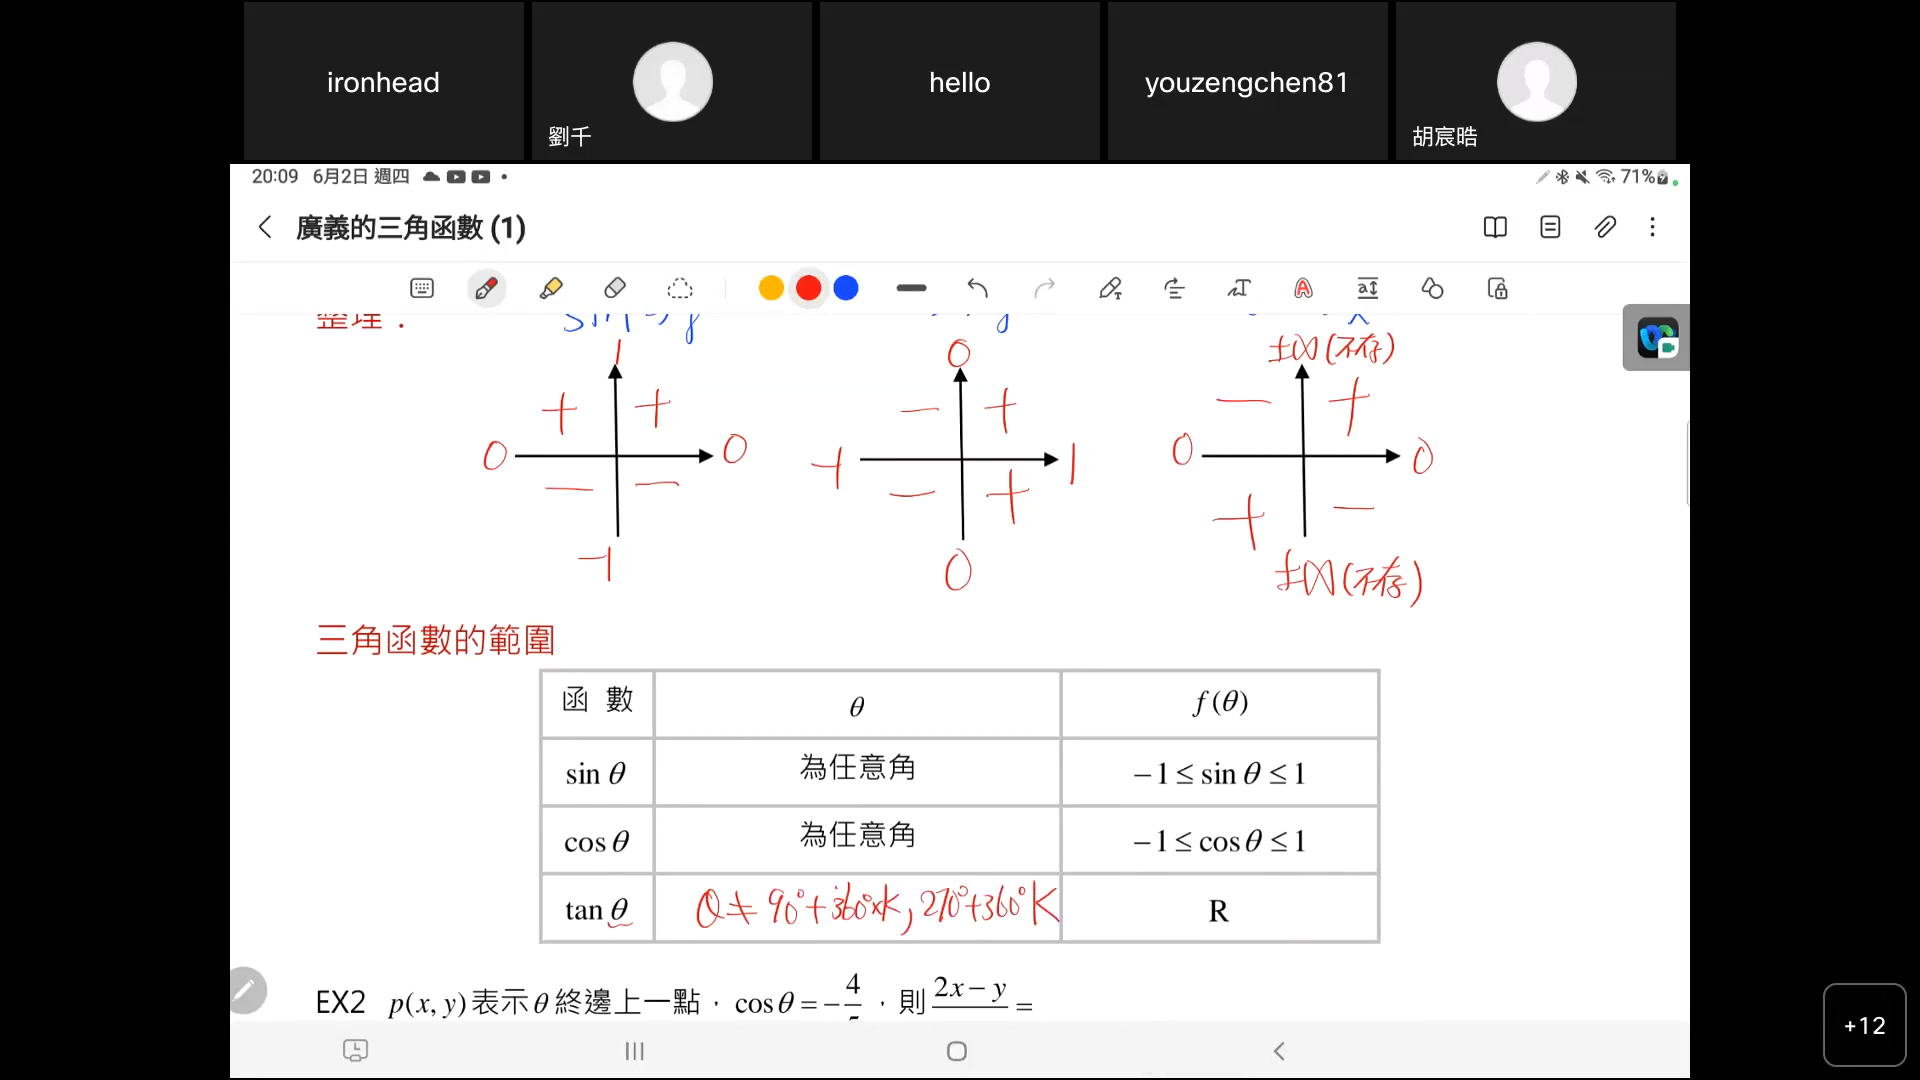 ironhead
劉千
hello
youzengchen81
胡宸晧
20:09 6月2日 週四
71%
廣義的三角函數 (1)
整理：
1
0
±∞(不存)
+ +
- +
- +
0 0
-1 1
0 0
- -
- +
+ -
-1
0
±∞(不存)
三角函數的範圍
函 數 θ f(θ)
sin θ 為任意角 −1 ≤ sin θ ≤ 1
cos θ 為任意角 −1 ≤ cos θ ≤ 1
tan θ θ≠90°+360°×K, 270°+360°K R
EX2 p(x, y) 表示 θ 終邊上一點，cos θ = −4/5，則 2x − y =
+12